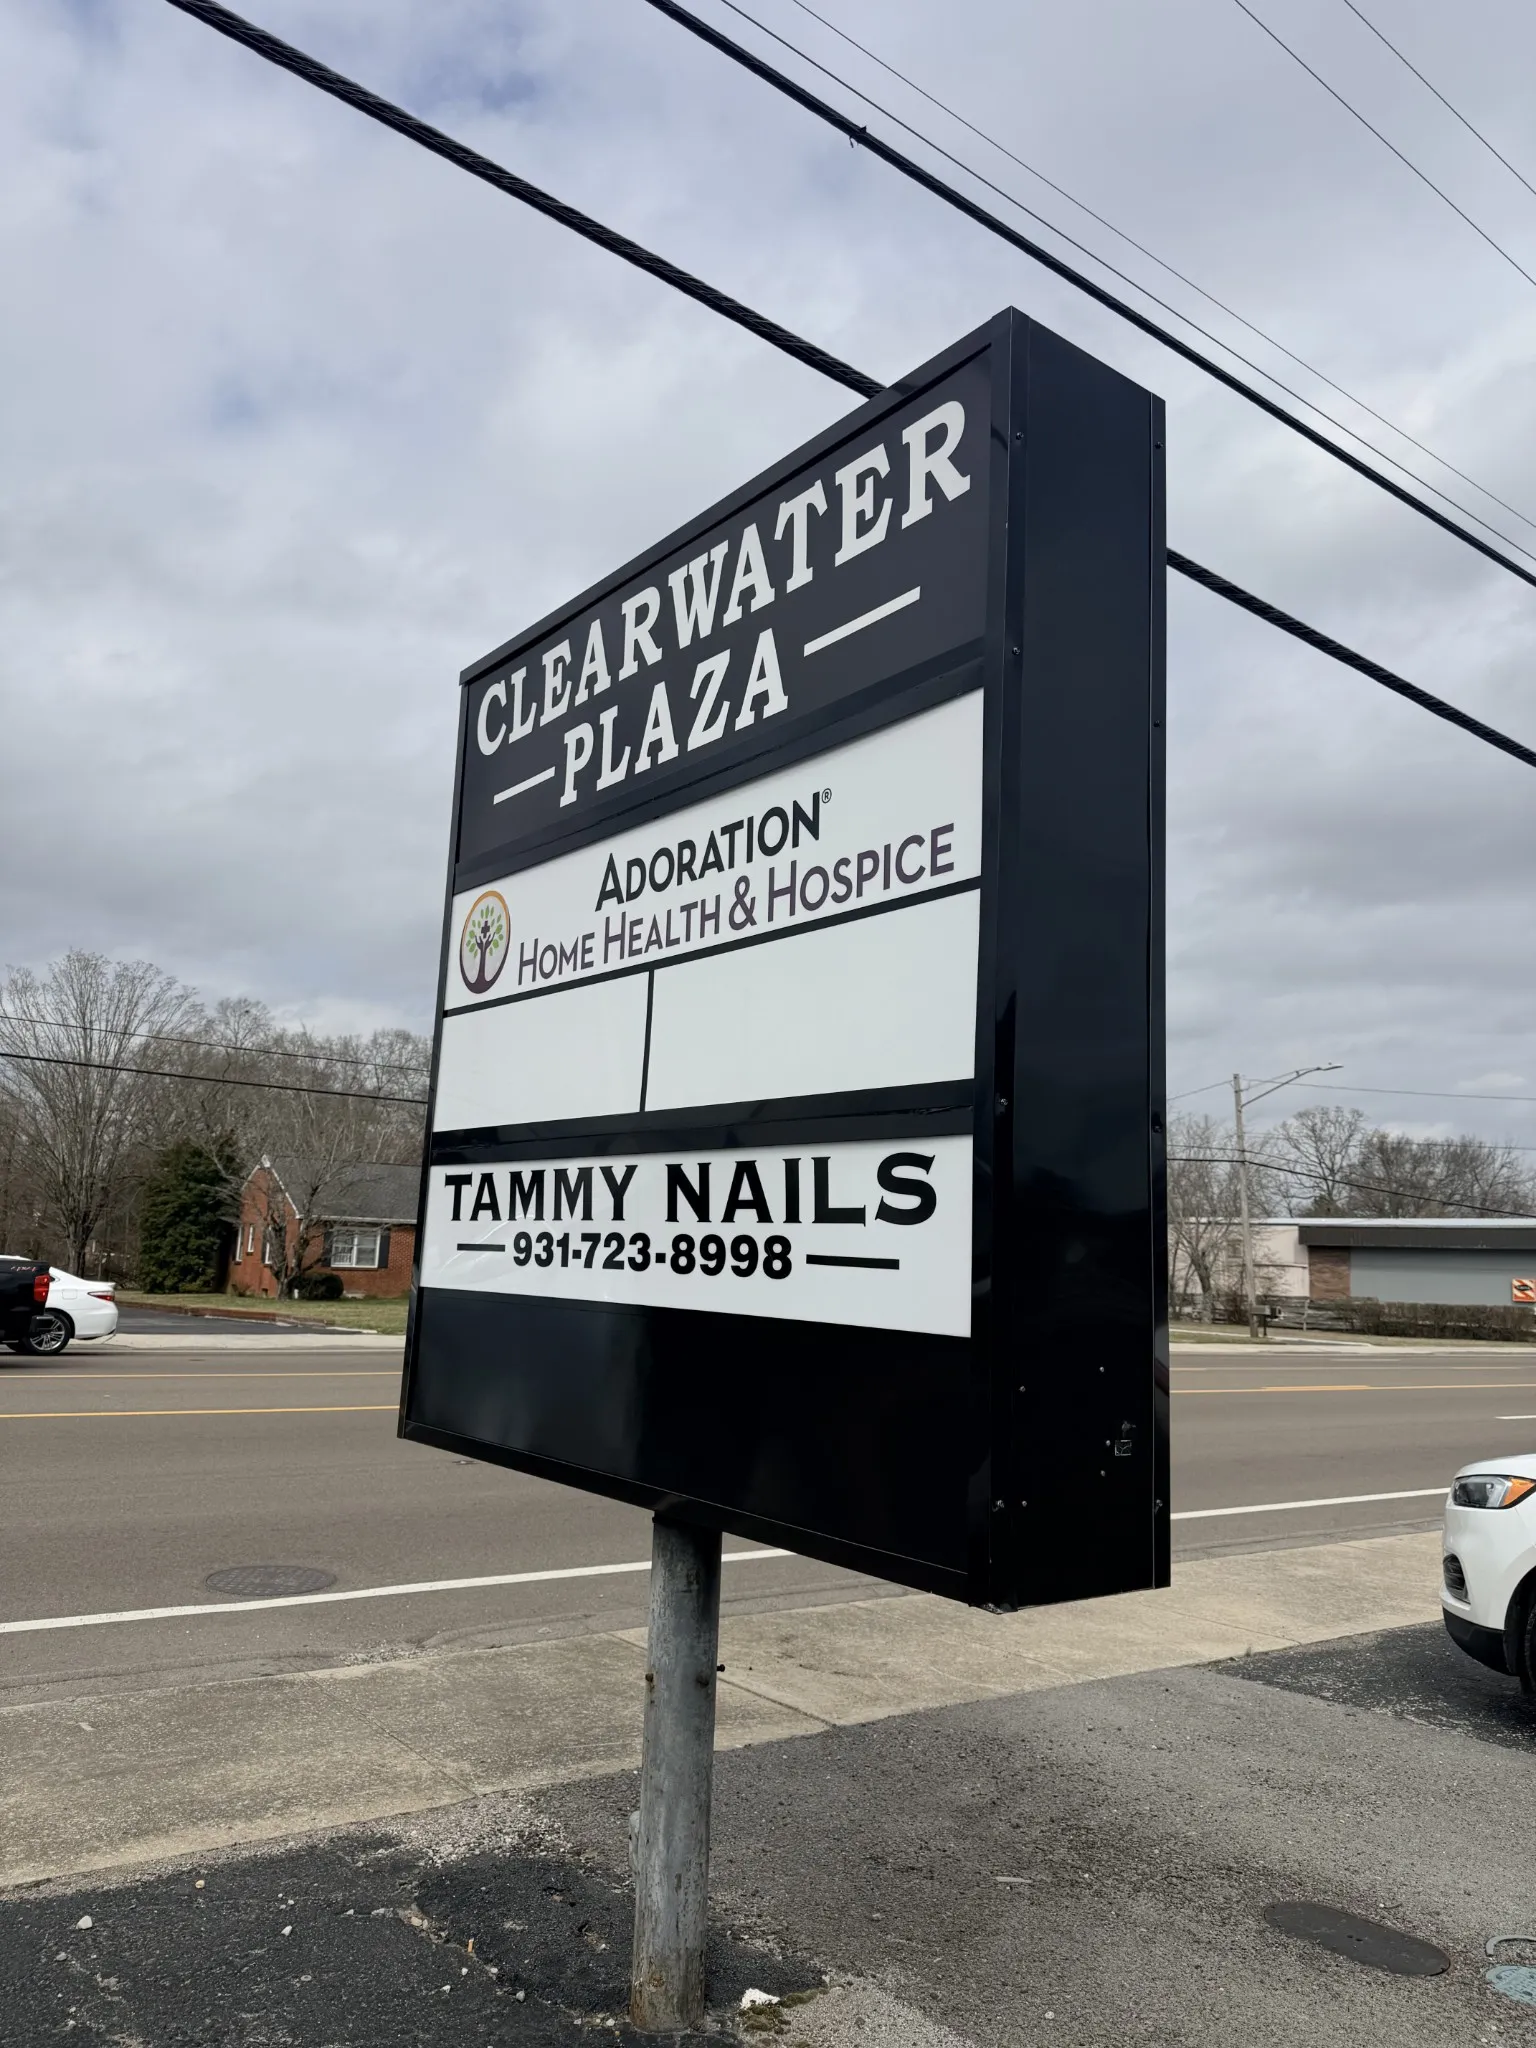 CLEARWATER
PLAZA
ADORATION®
HOME HEALTH & HOSPICE
TAMMY NAILS
931-723-8998